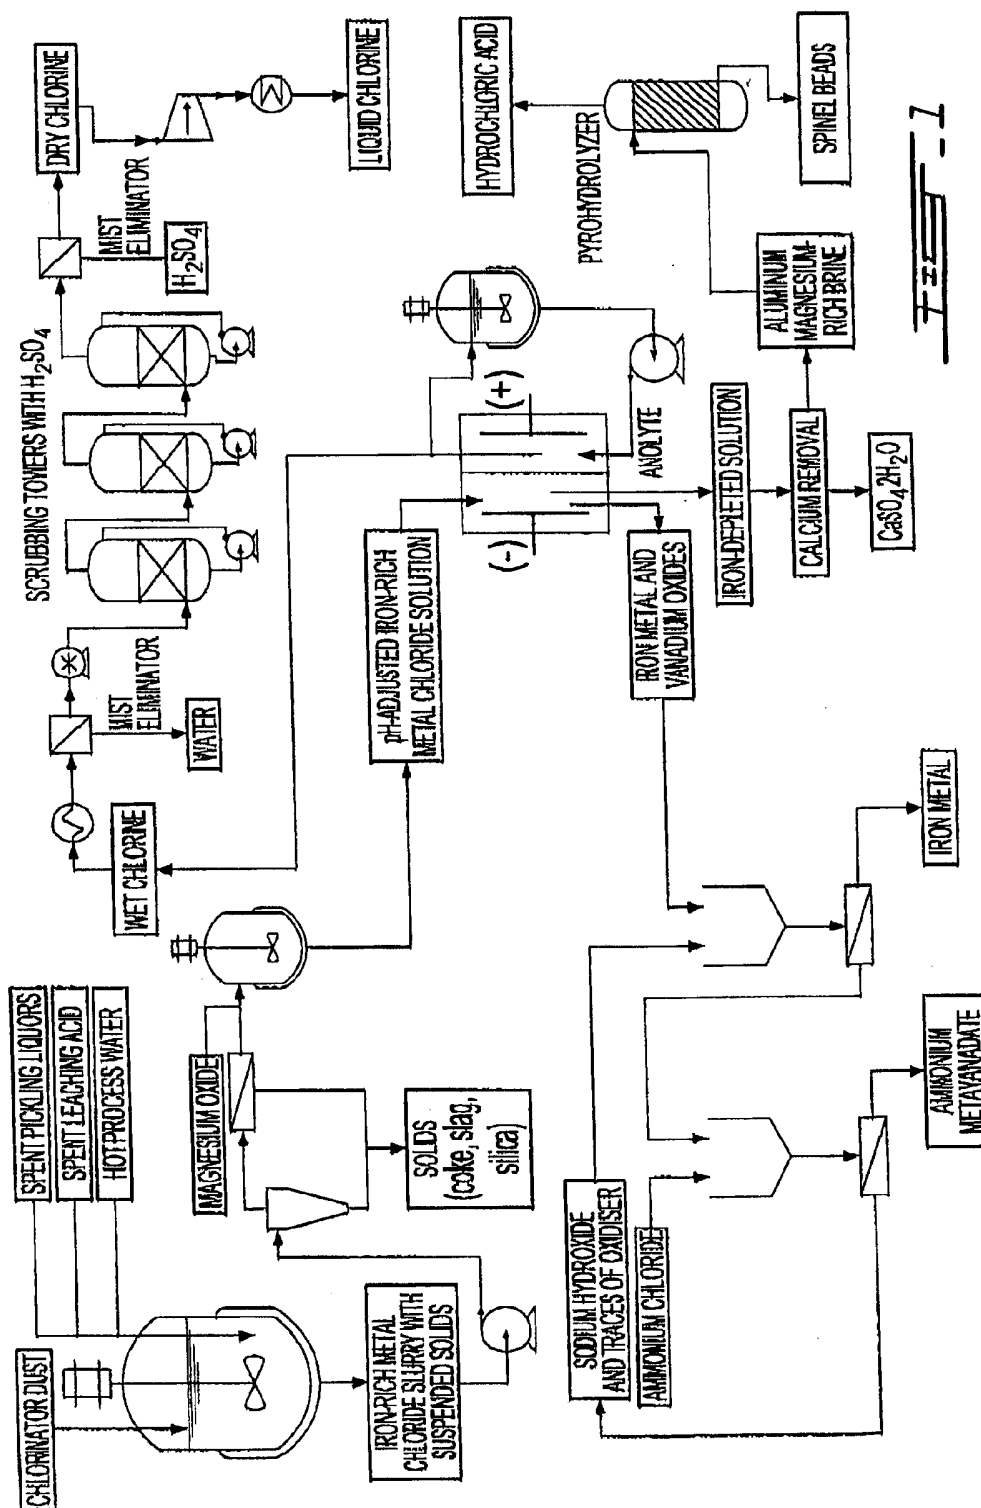 CHLORINATOR DUST
SPENT PICKLING LIQUORS
SPENT LEACHING ACID
HOT PROCESS WATER
IRON-RICH METAL
CHLORIDE SLURRY WITH
SUSPENDED SOLIDS
MAGNESIUM OXIDE
SOLIDS
(coke, slag,
silica)
WET CHLORINE
MIST
ELIMINATOR
WATER
SCRUBBING TOWERS WITH H2SO4
MIST
ELIMINATOR
H2SO4
DRY CHLORINE
LIQUID CHLORINE
pH-ADJUSTED IRON-RICH
METAL CHLORIDE SOLUTION
(-)
(+)
ANOLYTE
IRON METAL AND
VANADIUM OXIDES
IRON-DEPLETED SOLUTION
CALCIUM REMOVAL
CaSO4 2H2O
ALUMINUM
MAGNESIUM-
RICH BRINE
PYROHYDROLYZER
HYDROCHLORIC ACID
SPINEL BEADS
SODIUM HYDROXIDE
AND TRACES OF OXIDISER
AMMONIUM CHLORIDE
IRON METAL
AMMONIUM
METAVANADATE
FIG-1